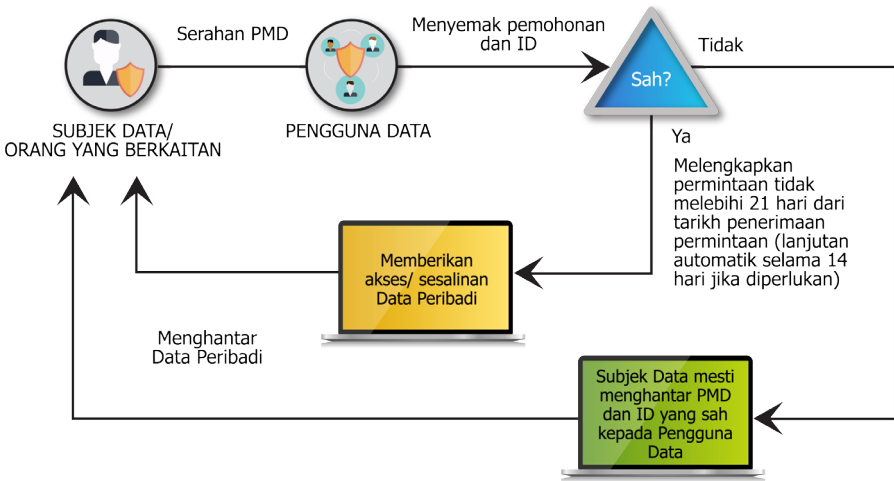 Serahan PMD
Menyemak pemohonan
dan ID
Sah?
Tidak
SUBJEK DATA/
ORANG YANG BERKAITAN
PENGGUNA DATA
Ya
Melengkapkan
permintaan tidak
melebihi 21 hari dari
tarikh penerimaan
permintaan (lanjutan
automatik selama 14
hari jika diperlukan)
Memberikan
akses/ sesalinan
Data Peribadi
Menghantar
Data Peribadi
Subjek Data mesti
menghantar PMD
dan ID yang sah
kepada Pengguna
Data